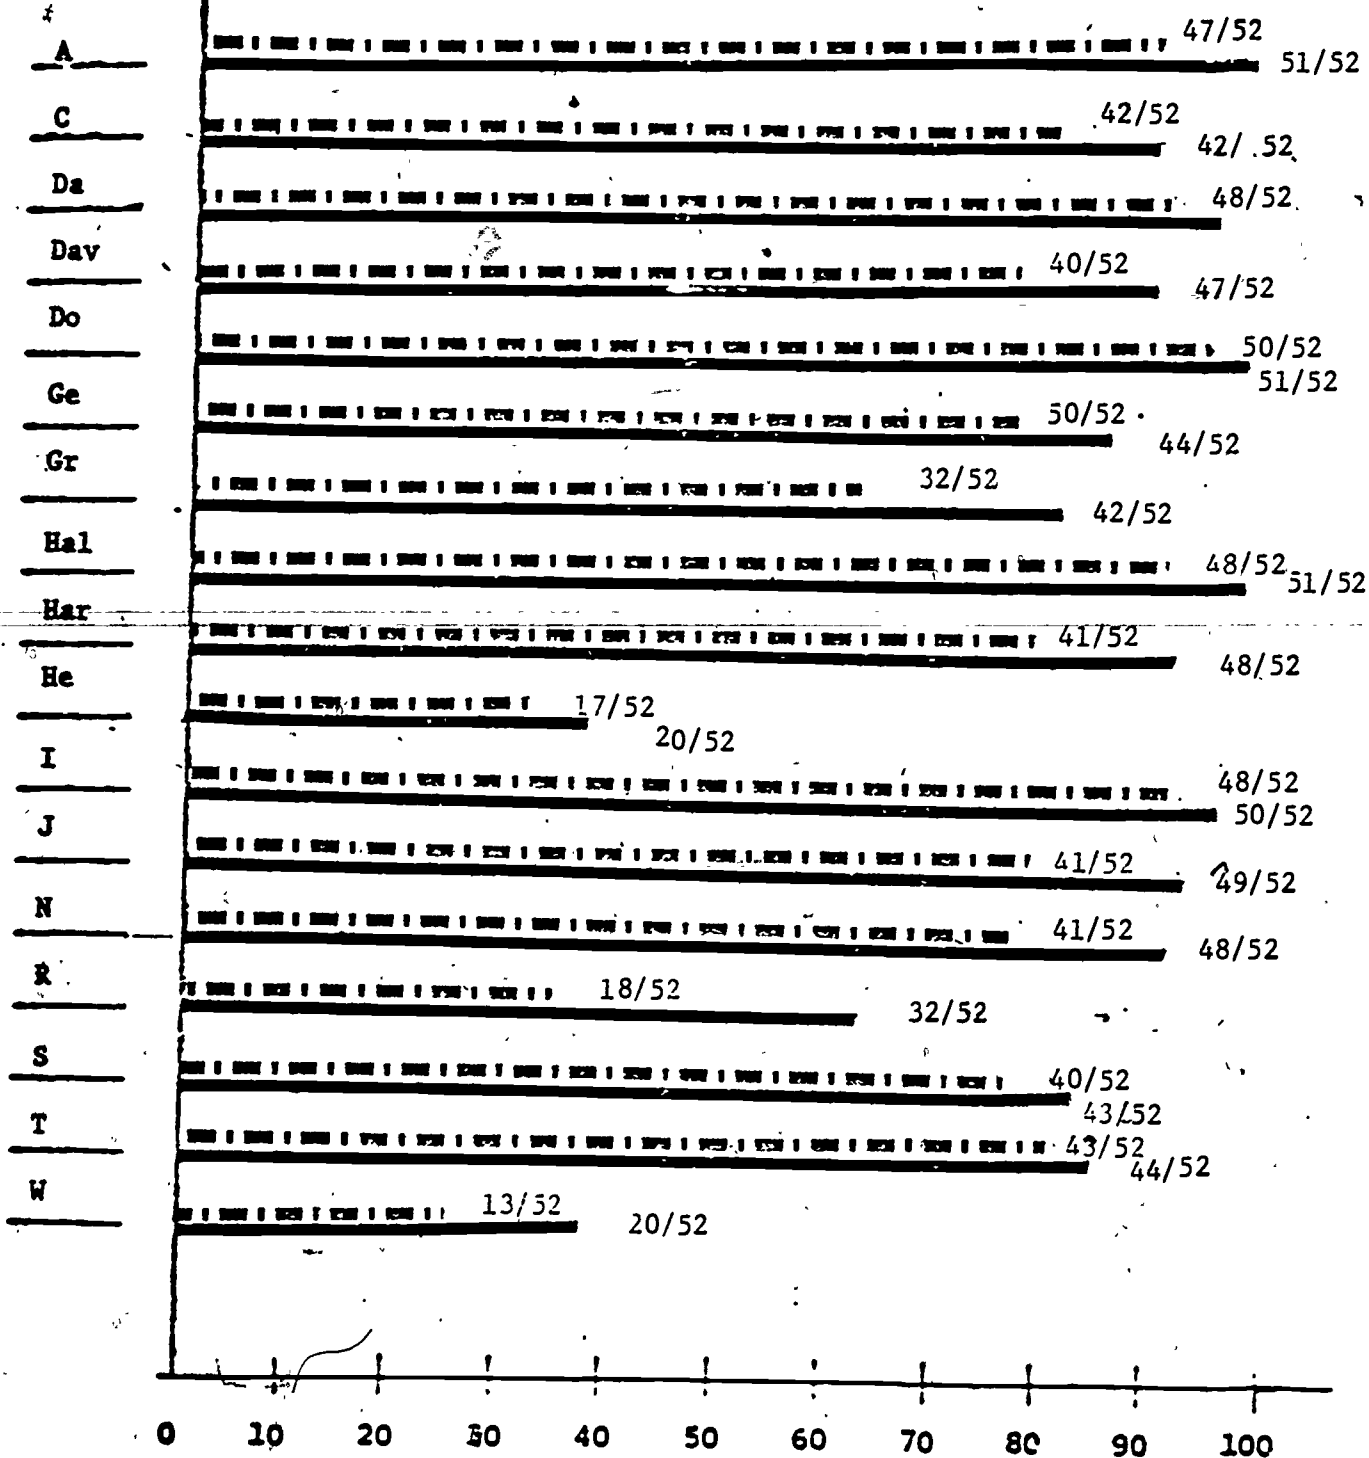 A 47/52
51/52
C 42/52
42/ .52
Da 48/52
Dav 40/52
47/52
Do 50/52
51/52
Ge 50/52
44/52
Gr 32/52
42/52
Hal 48/52
51/52
Har 41/52
48/52
He 17/52
20/52
I 48/52
50/52
J 41/52
49/52
N 41/52
48/52
R 18/52
32/52
S 40/52
43/52
T 43/52
44/52
W 13/52
20/52
0 10 20 30 40 50 60 70 80 90 100